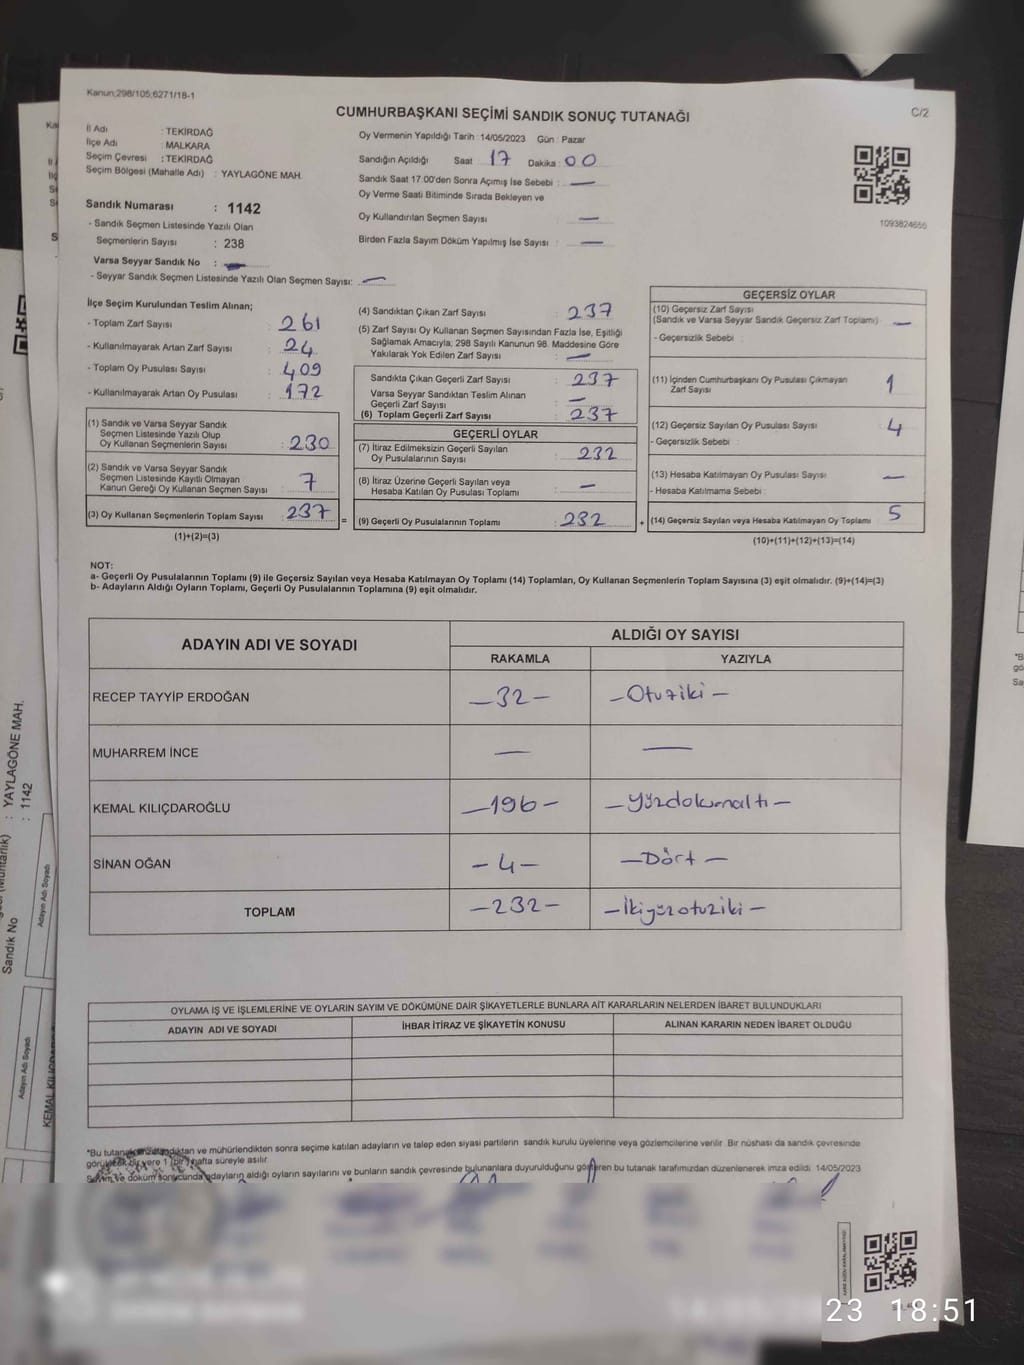 Kanun;298/105;6271/18-1
C/2
CUMHURBAŞKANI SEÇİMİ SANDIK SONUÇ TUTANAĞI
İl Adı : TEKİRDAĞ
İlçe Adı : MALKARA
Seçim Çevresi : TEKİRDAĞ
Seçim Bölgesi (Mahalle Adı) : YAYLAGÖNE MAH.
Sandık Numarası : 1142
- Sandık Seçmen Listesinde Yazılı Olan
Seçmenlerin Sayısı : 238
Varsa Seyyar Sandık No : —
- Seyyar Sandık Seçmen Listesinde Yazılı Olan Seçmen Sayısı: —
Oy Vermenin Yapıldığı Tarih : 14/05/2023 Gün : Pazar
Sandığın Açıldığı Saat : 17 Dakika : 00
Sandık Saat 17:00'den Sonra Açımış İse Sebebi : —
Oy Verme Saati Bitiminde Sırada Bekleyen ve
Oy Kullandırılan Seçmen Sayısı : —
Birden Fazla Sayım Döküm Yapılmış İse Sayısı : —
1093824656
İlçe Seçim Kurulundan Teslim Alınan;
- Toplam Zarf Sayısı : 261
- Kullanılmayarak Artan Zarf Sayısı : 24
- Toplam Oy Pusulası Sayısı : 409
- Kullanılmayarak Artan Oy Pusulası : 172
(1) Sandık ve Varsa Seyyar Sandık
Seçmen Listesinde Yazılı Olup
Oy Kullanan Seçmenlerin Sayısı : 230
(2) Sandık ve Varsa Seyyar Sandık
Seçmen Listesinde Kayıtlı Olmayan
Kanun Gereği Oy Kullanan Seçmen Sayısı : 7
(3) Oy Kullanan Seçmenlerin Toplam Sayısı : 237
(1)+(2)=(3)
(4) Sandıktan Çıkan Zarf Sayısı : 237
(5) Zarf Sayısı Oy Kullanan Seçmen Sayısından Fazla İse, Eşitliği
Sağlamak Amacıyla; 298 Sayılı Kanunun 98. Maddesine Göre
Yakılarak Yok Edilen Zarf Sayısı : —
Sandıkta Çıkan Geçerli Zarf Sayısı : 237
Varsa Seyyar Sandıktan Teslim Alınan
Geçerli Zarf Sayısı : —
(6) Toplam Geçerli Zarf Sayısı : 237
GEÇERLİ OYLAR
(7) İtiraz Edilmeksizin Geçerli Sayılan
Oy Pusulalarının Sayısı : 232
(8) İtiraz Üzerine Geçerli Sayılan veya
Hesaba Katılan Oy Pusulası Toplamı : —
= (9) Geçerli Oy Pusulalarının Toplamı : 232 +
GEÇERSİZ OYLAR
(10) Geçersiz Zarf Sayısı
(Sandık ve Varsa Seyyar Sandık Geçersiz Zarf Toplamı) : —
- Geçersizlik Sebebi :
(11) İçinden Cumhurbaşkanı Oy Pusulası Çıkmayan
Zarf Sayısı : 1
(12) Geçersiz Sayılan Oy Pusulası Sayısı : 4
- Geçersizlik Sebebi :
(13) Hesaba Katılmayan Oy Pusulası Sayısı : —
- Hesaba Katılmama Sebebi :
(14) Geçersiz Sayılan veya Hesaba Katılmayan Oy Toplamı : 5
(10)+(11)+(12)+(13)=(14)
NOT:
a- Geçerli Oy Pusulalarının Toplamı (9) ile Geçersiz Sayılan veya Hesaba Katılmayan Oy Toplamı (14) Toplamları, Oy Kullanan Seçmenlerin Toplam Sayısına (3) eşit olmalıdır. (9)+(14)=(3)
b- Adayların Aldığı Oyların Toplamı, Geçerli Oy Pusulalarının Toplamına (9) eşit olmalıdır.
ADAYIN ADI VE SOYADI
ALDIĞI OY SAYISI
RAKAMLA YAZIYLA
RECEP TAYYİP ERDOĞAN —32— —Otuziki—
MUHARREM İNCE — —
KEMAL KILIÇDAROĞLU —196— —Yüzdoksanaltı—
SİNAN OĞAN —4— —Dört—
TOPLAM —232— —İkiyüzotuziki—
OYLAMA İŞ VE İŞLEMLERİNE VE OYLARIN SAYIM VE DÖKÜMÜNE DAİR ŞİKAYETLERLE BUNLARA AİT KARARLARIN NELERDEN İBARET BULUNDUKLARI
ADAYIN ADI VE SOYADI İHBAR İTİRAZ VE ŞİKAYETİN KONUSU ALINAN KARARIN NEDEN İBARET OLDUĞU
*Bu tutanak imzalandıktan ve mühürlendikten sonra seçime katılan adayların ve talep eden siyasi partilerin sandık kurulu üyelerine veya gözlemcilerine verilir. Bir nüshası da sandık çevresinde
görülecek bir yere 1 (bir) hafta süreyle asılır.
Sayım ve döküm sonucunda adayların aldığı oyların sayılarını ve bunların sandık çevresinde bulunanlara duyurulduğunu gösteren bu tutanak tarafımızdan düzenlenerek imza edildi. 14/05/2023
YAYLAGÖNE MAH.
: 1142
Sandık No
Adayın Adı Soyadı
Adayın Adı Soyadı
14/05/2023 18:51